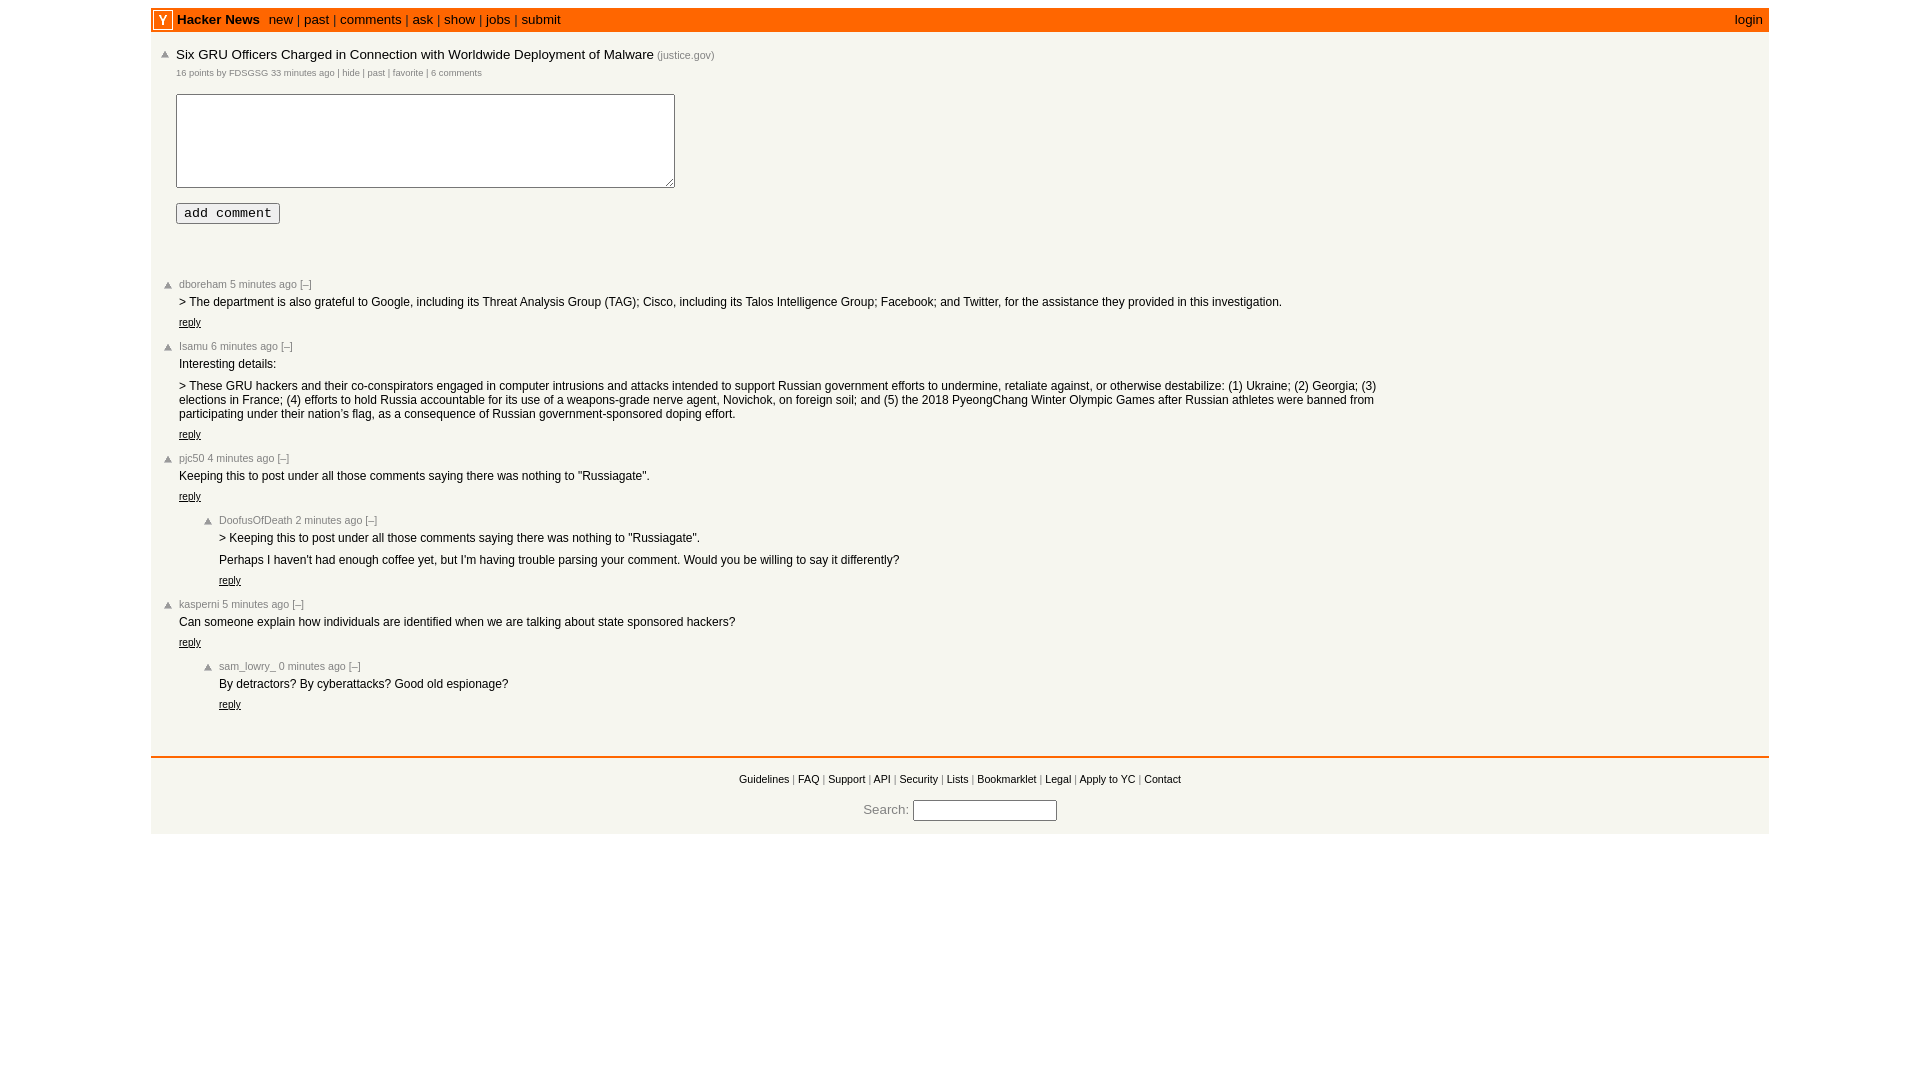 Y Hacker News new | past | comments | ask | show | jobs | submit login
Six GRU Officers Charged in Connection with Worldwide Deployment of Malware (justice.gov)
16 points by FDSGSG 33 minutes ago | hide | past | favorite | 6 comments
add comment
dboreham 5 minutes ago [–]
> The department is also grateful to Google, including its Threat Analysis Group (TAG); Cisco, including its Talos Intelligence Group; Facebook; and Twitter, for the assistance they provided in this investigation.
reply
Isamu 6 minutes ago [–]
Interesting details:
> These GRU hackers and their co-conspirators engaged in computer intrusions and attacks intended to support Russian government efforts to undermine, retaliate against, or otherwise destabilize: (1) Ukraine; (2) Georgia; (3)
elections in France; (4) efforts to hold Russia accountable for its use of a weapons-grade nerve agent, Novichok, on foreign soil; and (5) the 2018 PyeongChang Winter Olympic Games after Russian athletes were banned from
participating under their nation’s flag, as a consequence of Russian government-sponsored doping effort.
reply
pjc50 4 minutes ago [–]
Keeping this to post under all those comments saying there was nothing to "Russiagate".
reply
DoofusOfDeath 2 minutes ago [–]
> Keeping this to post under all those comments saying there was nothing to "Russiagate".
Perhaps I haven't had enough coffee yet, but I'm having trouble parsing your comment. Would you be willing to say it differently?
reply
kasperni 5 minutes ago [–]
Can someone explain how individuals are identified when we are talking about state sponsored hackers?
reply
sam_lowry_ 0 minutes ago [–]
By detractors? By cyberattacks? Good old espionage?
reply
Guidelines | FAQ | Support | API | Security | Lists | Bookmarklet | Legal | Apply to YC | Contact
Search: